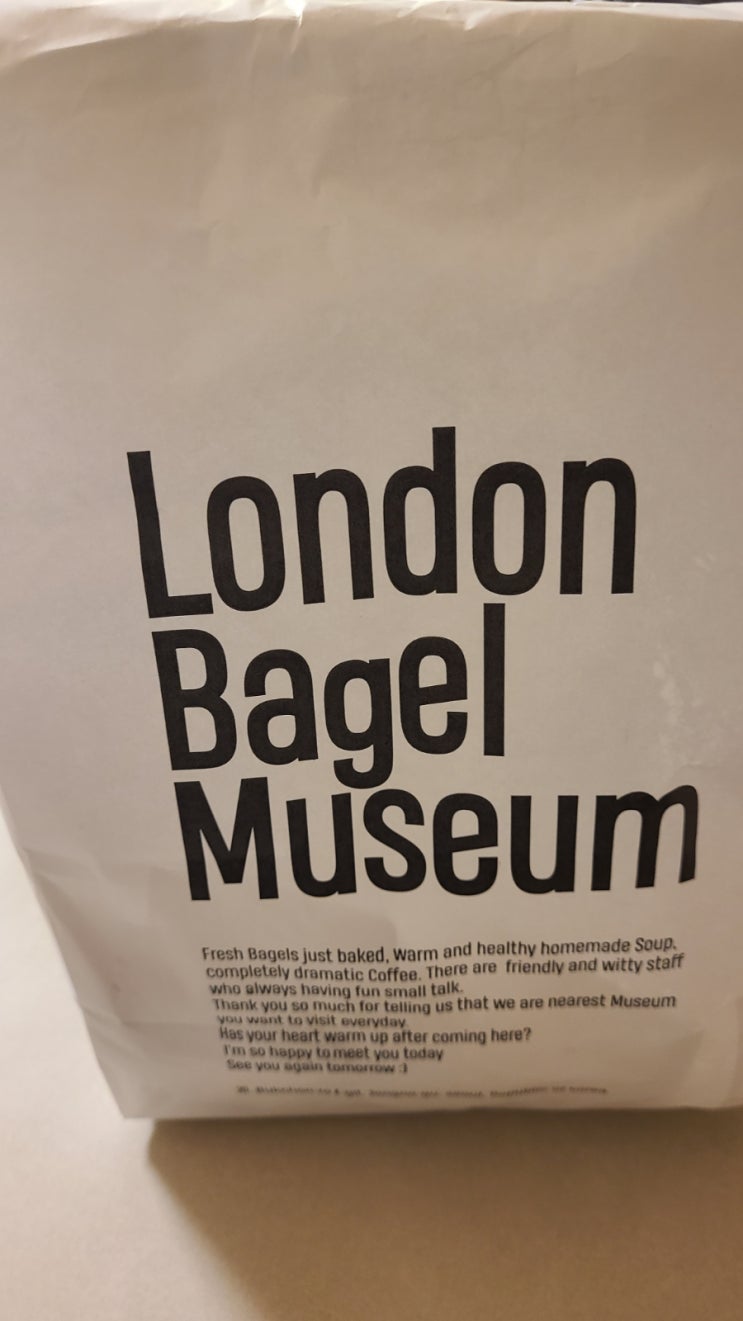 London
Bagel
Museum
Fresh Bagels just baked, Warm and healthy homemade Soup,
completely dramatic Coffee. There are friendly and witty staff
who always having fun small talk.
Thank you so much for telling us that we are nearest Museum
you want to visit everyday.
Has your heart warm up after coming here?
I'm so happy to meet you today
See you again tomorrow :)